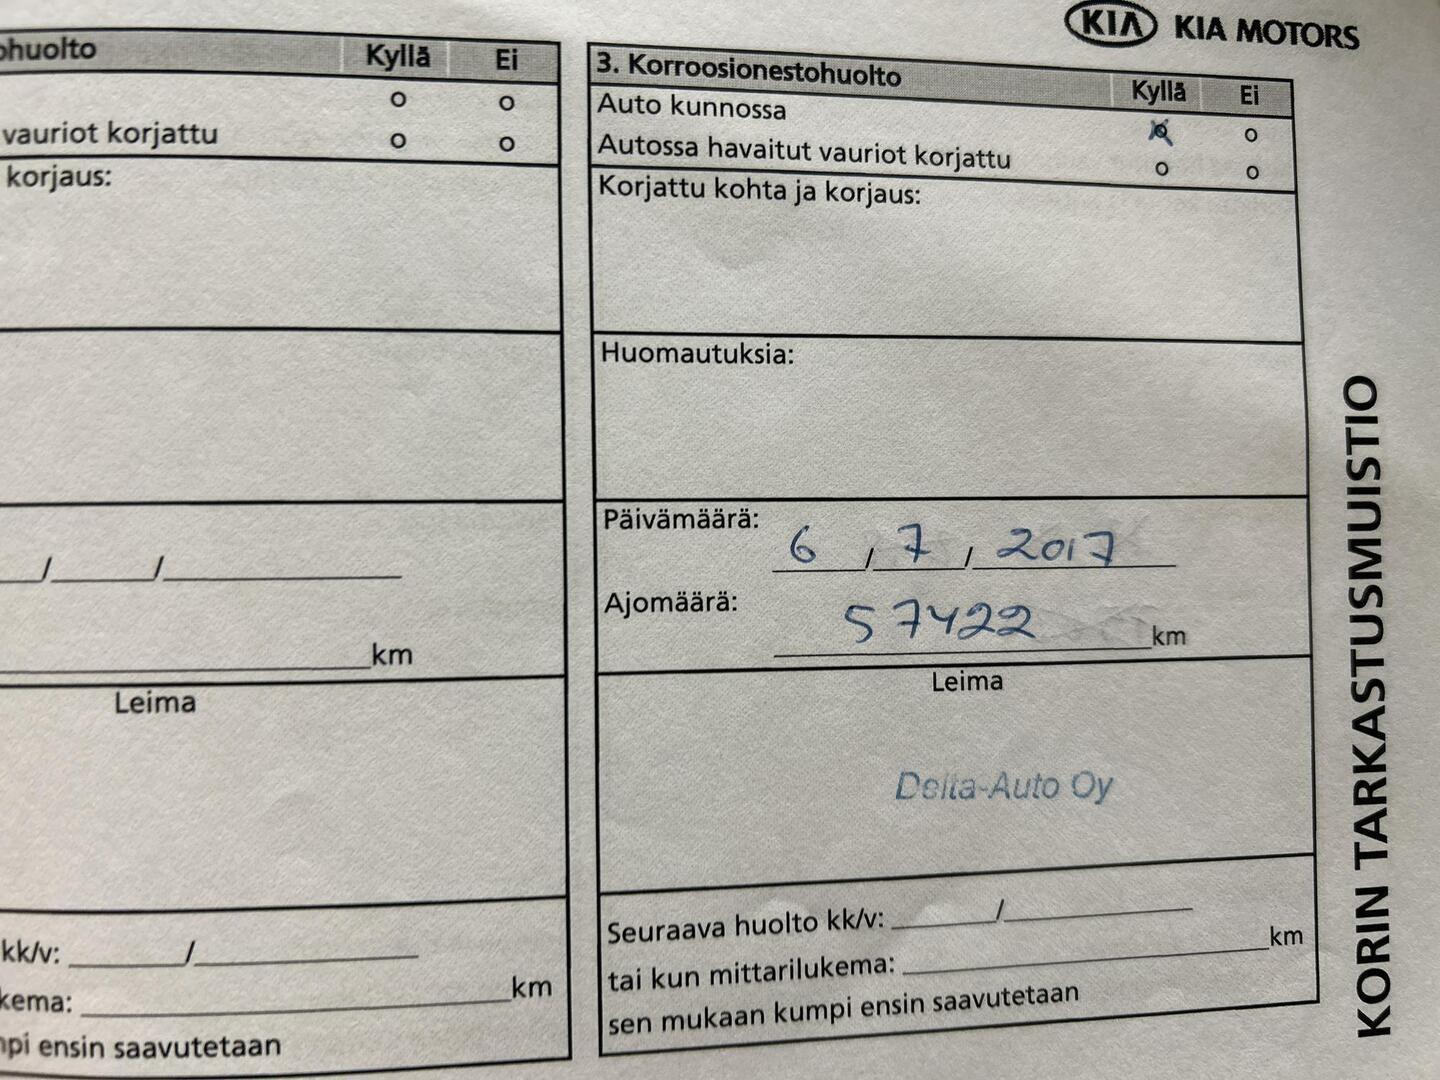 KIA KIA MOTORS
ohuolto Kyllä Ei
o o
vauriot korjattu o o
korjaus:
/ /
km
Leima
kk/v: /
kema: km
npi ensin saavutetaan
3. Korroosionestohuolto Kyllä Ei
Auto kunnossa x o
Autossa havaitut vauriot korjattu o o
Korjattu kohta ja korjaus:
Huomautuksia:
Päivämäärä: 6 / 7 / 2017
Ajomäärä: 57422 km
Leima
Delta-Auto Oy
Seuraava huolto kk/v: /
tai kun mittarilukema: km
sen mukaan kumpi ensin saavutetaan
KORIN TARKASTUSMUISTIO